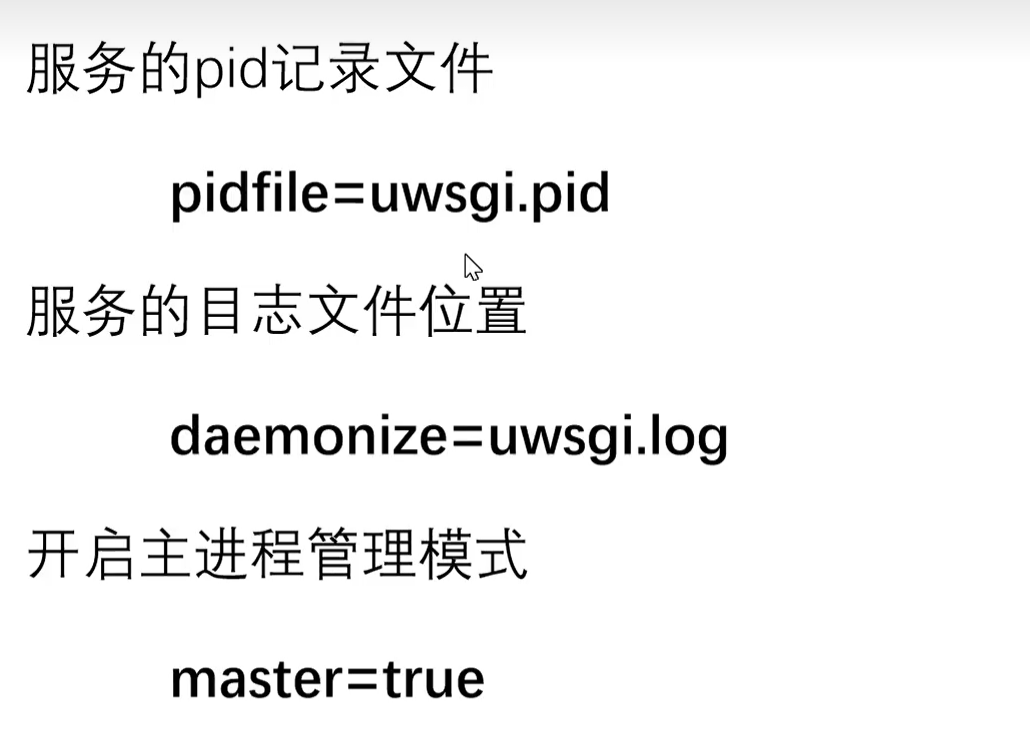 服务的pid记录文件
pidfile=uwsgi.pid
服务的目志文件位置
daemonize=uwsgi.log
开启主进程管理模式
master=true